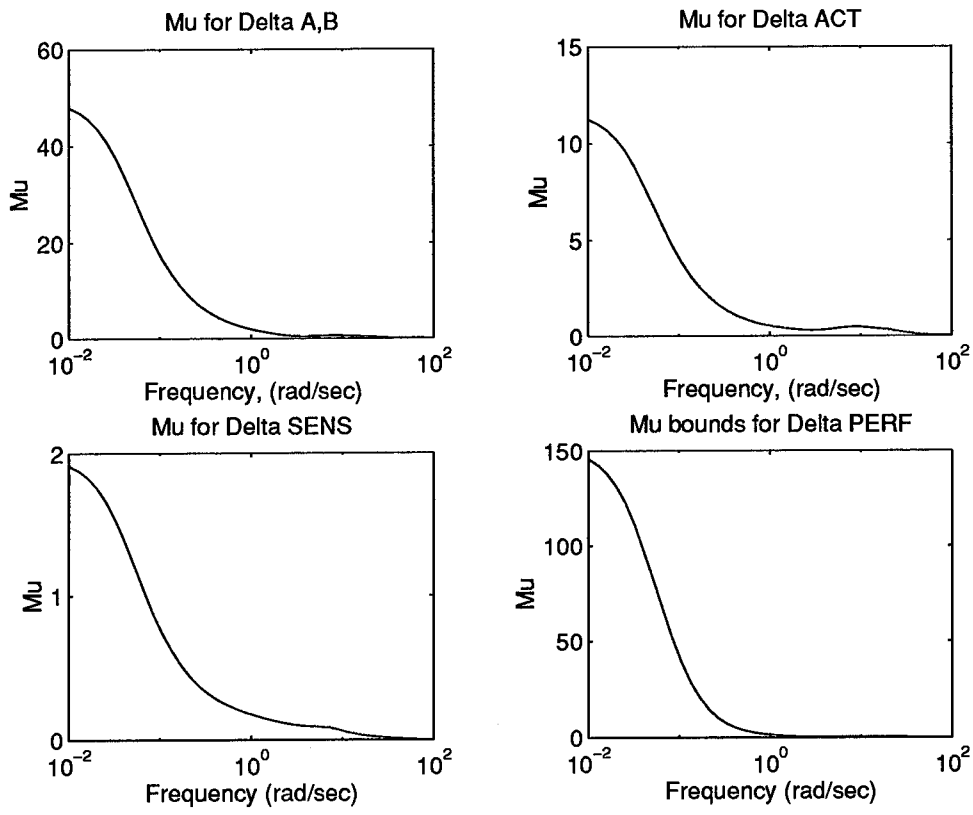 Mu for Delta A,B
60
40
20
0
Mu
10^-2
10^0
10^2
Frequency, (rad/sec)
Mu for Delta ACT
15
10
5
0
Mu
10^-2
10^0
10^2
Frequency, (rad/sec)
Mu for Delta SENS
2
1
0
Mu
10^-2
10^0
10^2
Frequency (rad/sec)
Mu bounds for Delta PERF
150
100
50
0
Mu
10^-2
10^0
10^2
Frequency (rad/sec)